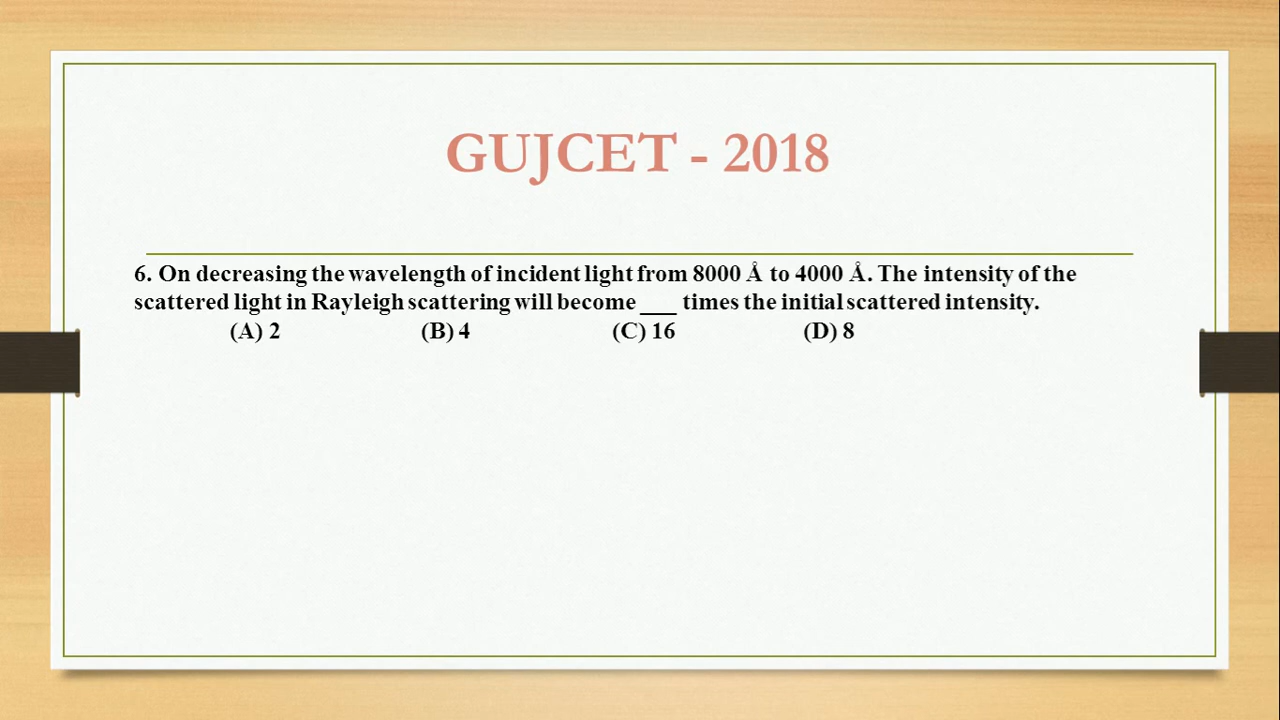 GUJCET - 2018
6. On decreasing the wavelength of incident light from 8000 Å to 4000 Å. The intensity of the
scattered light in Rayleigh scattering will become ___ times the initial scattered intensity.
(A) 2 (B) 4 (C) 16 (D) 8